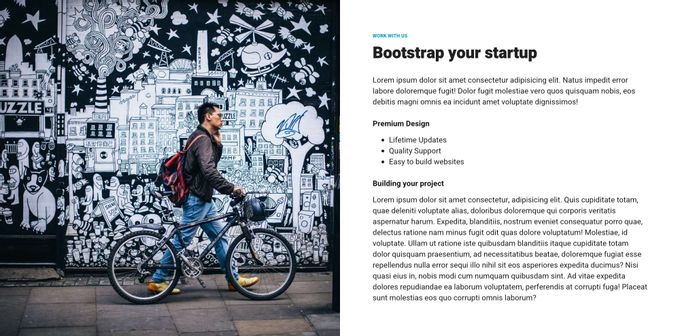 WORK WITH US
Bootstrap your startup
Lorem ipsum dolor sit amet consectetur adipisicing elit. Natus impedit error
labore doloremque fugit! Dolor fugit molestiae vero quos quisquam nobis, eos
debitis magni omnis ea incidunt amet voluptate dignissimos!
Premium Design
Lifetime Updates
Quality Support
Easy to build websites
Building your project
Lorem ipsum dolor sit amet consectetur, adipisicing elit. Quis cupiditate totam,
quae deleniti voluptate alias, doloribus doloremque qui corporis veritatis
aspernatur harum. Expedita, blanditiis, nostrum eveniet consequatur porro quae,
delectus ratione nam minus fugit odit quasi dolore voluptatum! Molestiae, id
voluptate. Ullam ut ratione iste quibusdam blanditiis itaque cupiditate totam
dolor quisquam praesentium, ad necessitatibus beatae, doloremque fugiat esse
repellendus nulla error sequi illo nihil sit eos asperiores expedita ducimus? Nisi
quasi eius in, nobis modi cum numquam quibusdam sint. Ad vitae expedita
dolores repudiandae ea laborum voluptatem, perferendis at corrupti fuga! Placeat
sunt molestias eos quo corrupti omnis laborum?
UZZLE
PUZZLE